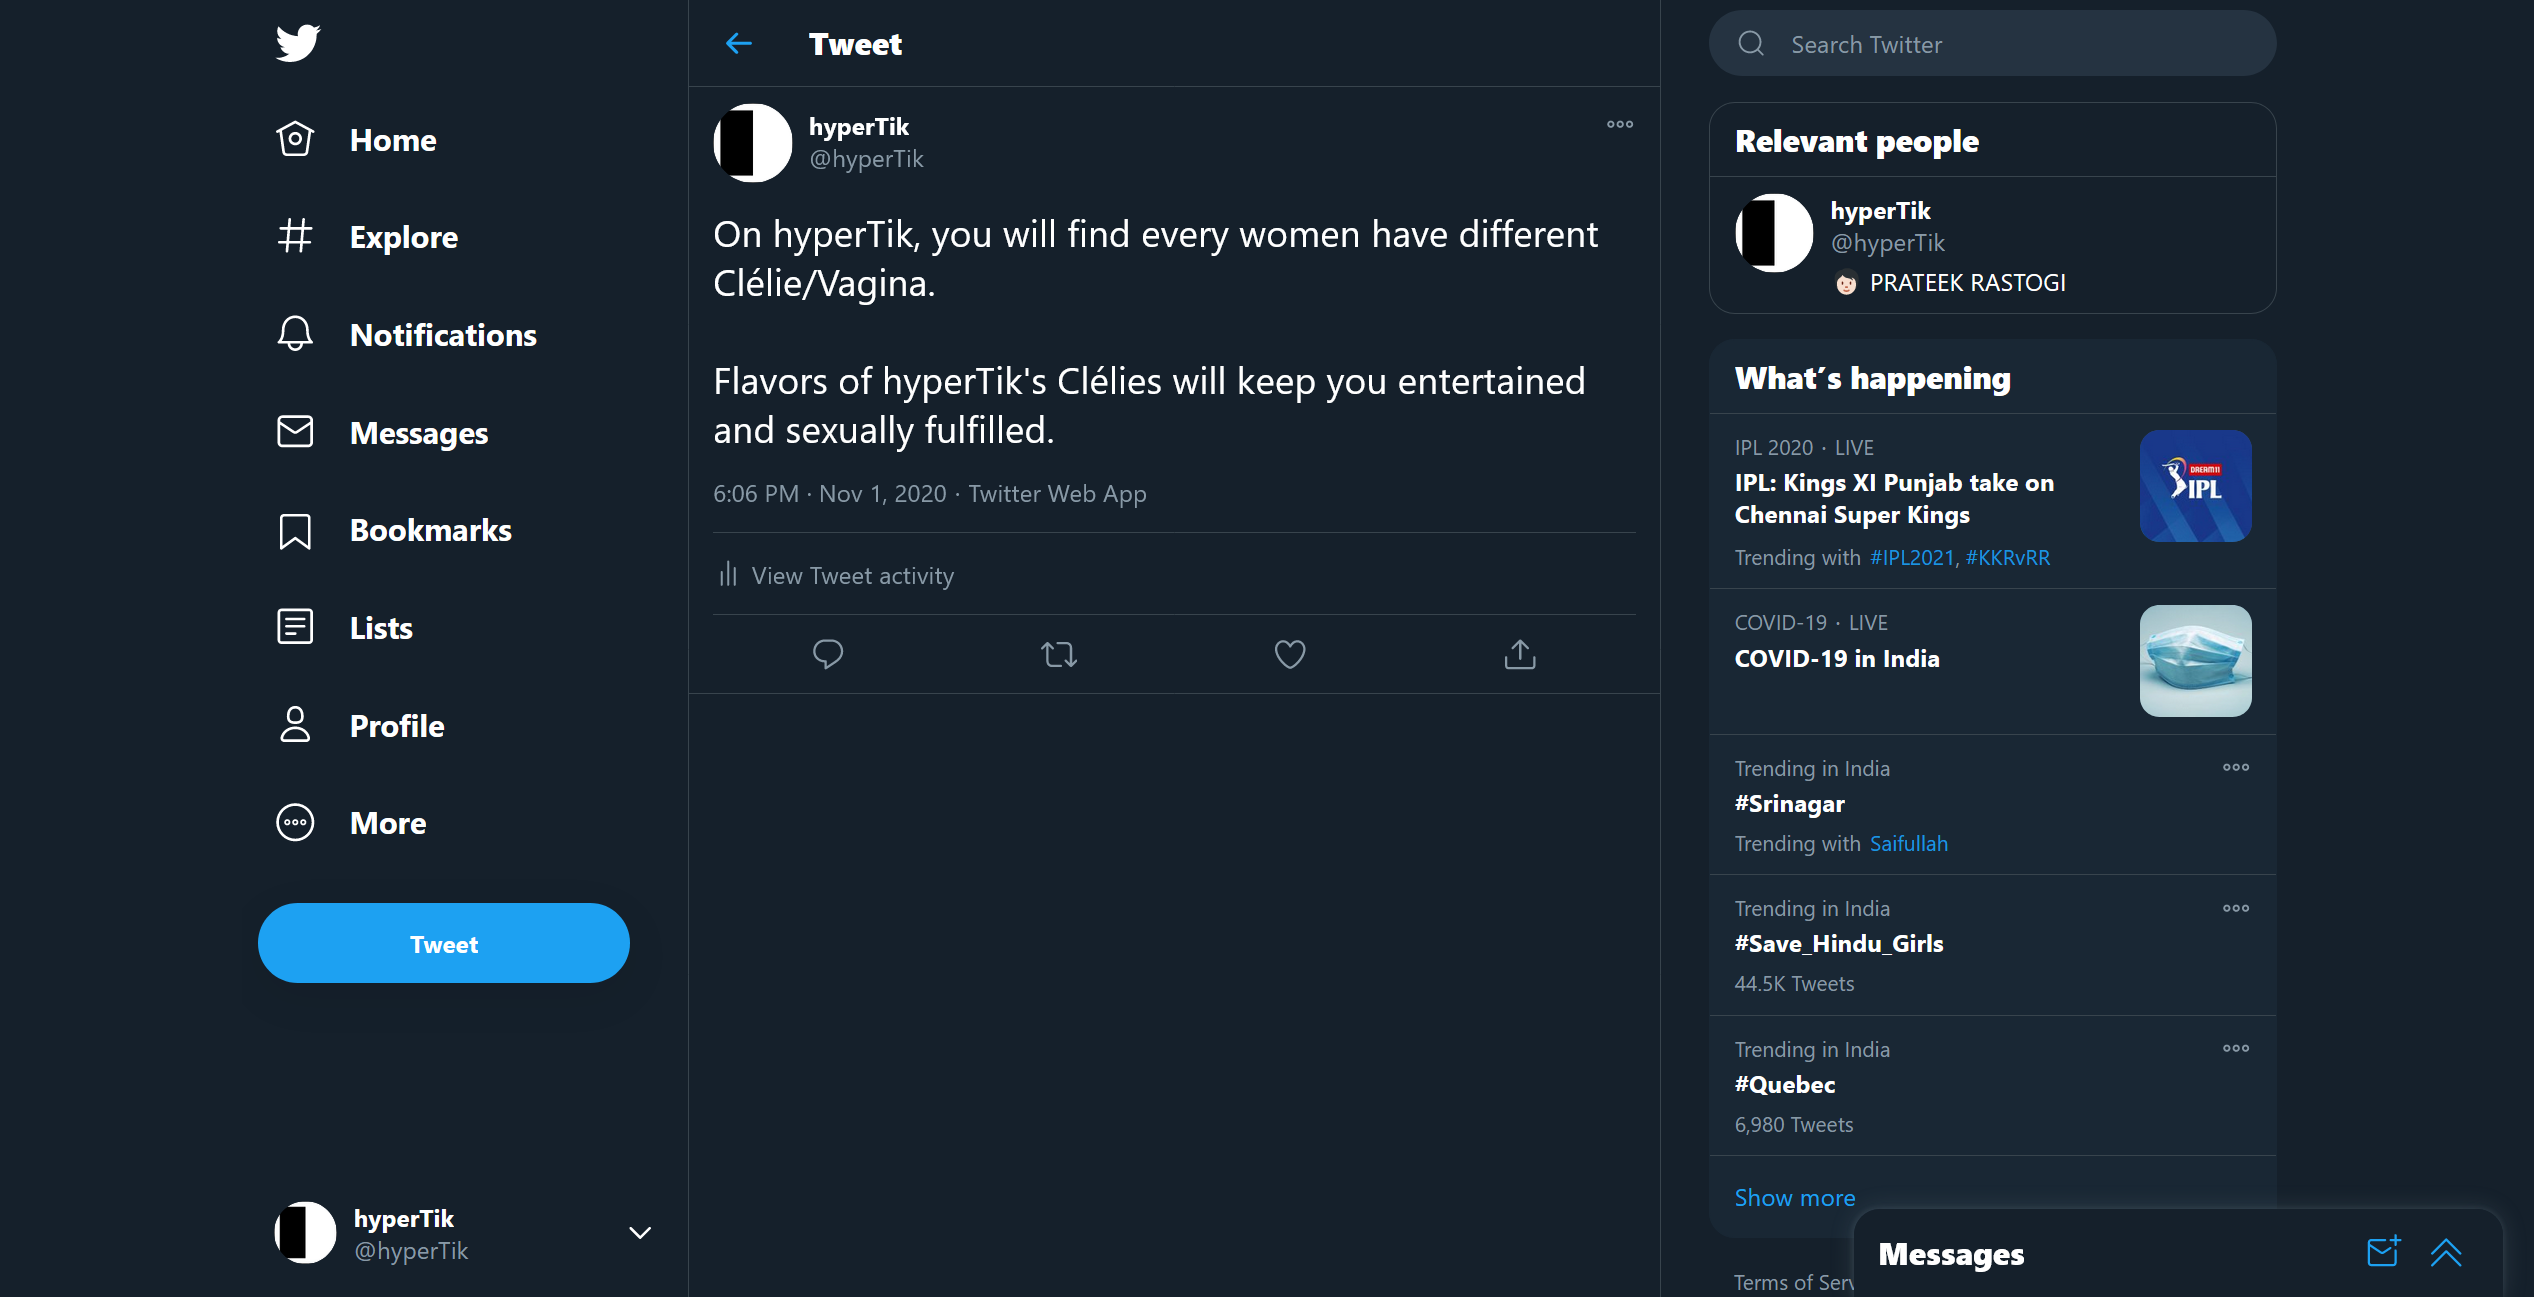 Home
Explore
Notifications
Messages
Bookmarks
Lists
Profile
More
Tweet
hyperTik
@hyperTik
Tweet
hyperTik
@hyperTik
On hyperTik, you will find every women have different
Clélie/Vagina.
Flavors of hyperTik's Clélies will keep you entertained
and sexually fulfilled.
6:06 PM · Nov 1, 2020 · Twitter Web App
View Tweet activity
Search Twitter
Relevant people
hyperTik
@hyperTik
PRATEEK RASTOGI
What's happening
IPL 2020 · LIVE
IPL: Kings XI Punjab take on
Chennai Super Kings
Trending with #IPL2021, #KKRvRR
DREAM11
IPL
COVID-19 · LIVE
COVID-19 in India
Trending in India
#Srinagar
Trending with Saifullah
Trending in India
#Save_Hindu_Girls
44.5K Tweets
Trending in India
#Quebec
6,980 Tweets
Show more
Terms of Serv
Messages